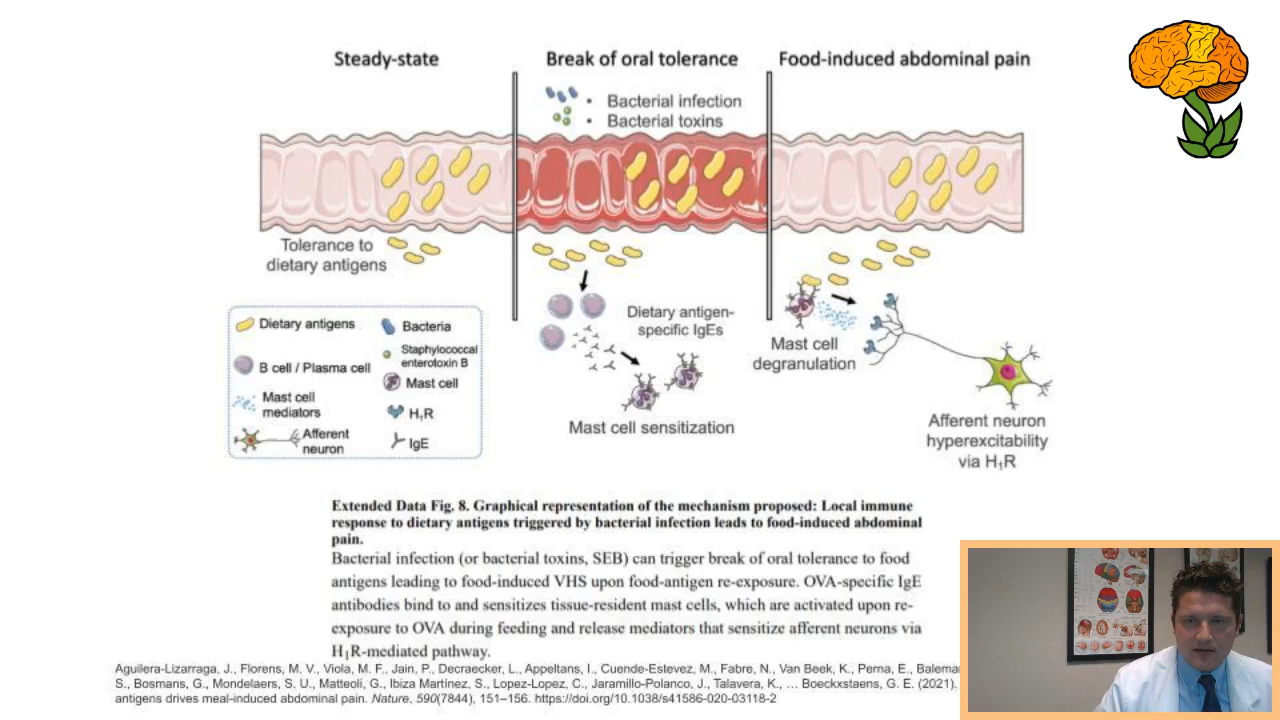 Steady-state
Break of oral tolerance
Food-induced abdominal pain
• Bacterial infection
• Bacterial toxins
Tolerance to
dietary antigens
Dietary antigen-
specific IgEs
Mast cell
degranulation
Mast cell sensitization
Afferent neuron
hyperexcitability
via H₁R
Dietary antigens
Bacteria
B cell / Plasma cell
Staphylococcal
enterotoxin B
Mast cell
Mast cell
mediators
H₁R
Afferent
neuron
IgE
Extended Data Fig. 8. Graphical representation of the mechanism proposed: Local immune
response to dietary antigens triggered by bacterial infection leads to food-induced abdominal
pain.
Bacterial infection (or bacterial toxins, SEB) can trigger break of oral tolerance to food
antigens leading to food-induced VHS upon food-antigen re-exposure. OVA-specific IgE
antibodies bind to and sensitizes tissue-resident mast cells, which are activated upon re-
exposure to OVA during feeding and release mediators that sensitize afferent neurons via
H₁R-mediated pathway.
Aguilera-Lizarraga, J., Florens, M. V., Viola, M. F., Jain, P., Decraecker, L., Appeltans, I., Cuende-Estevez, M., Fabre, N., Van Beek, K., Perna, E., Balemar
S., Bosmans, G., Mondelaers, S. U., Matteoli, G., Ibiza Martínez, S., Lopez-Lopez, C., Jaramillo-Polanco, J., Talavera, K., … Boeckxstaens, G. E. (2021).
antigens drives meal-induced abdominal pain. Nature, 590(7844), 151–156. https://doi.org/10.1038/s41586-020-03118-2